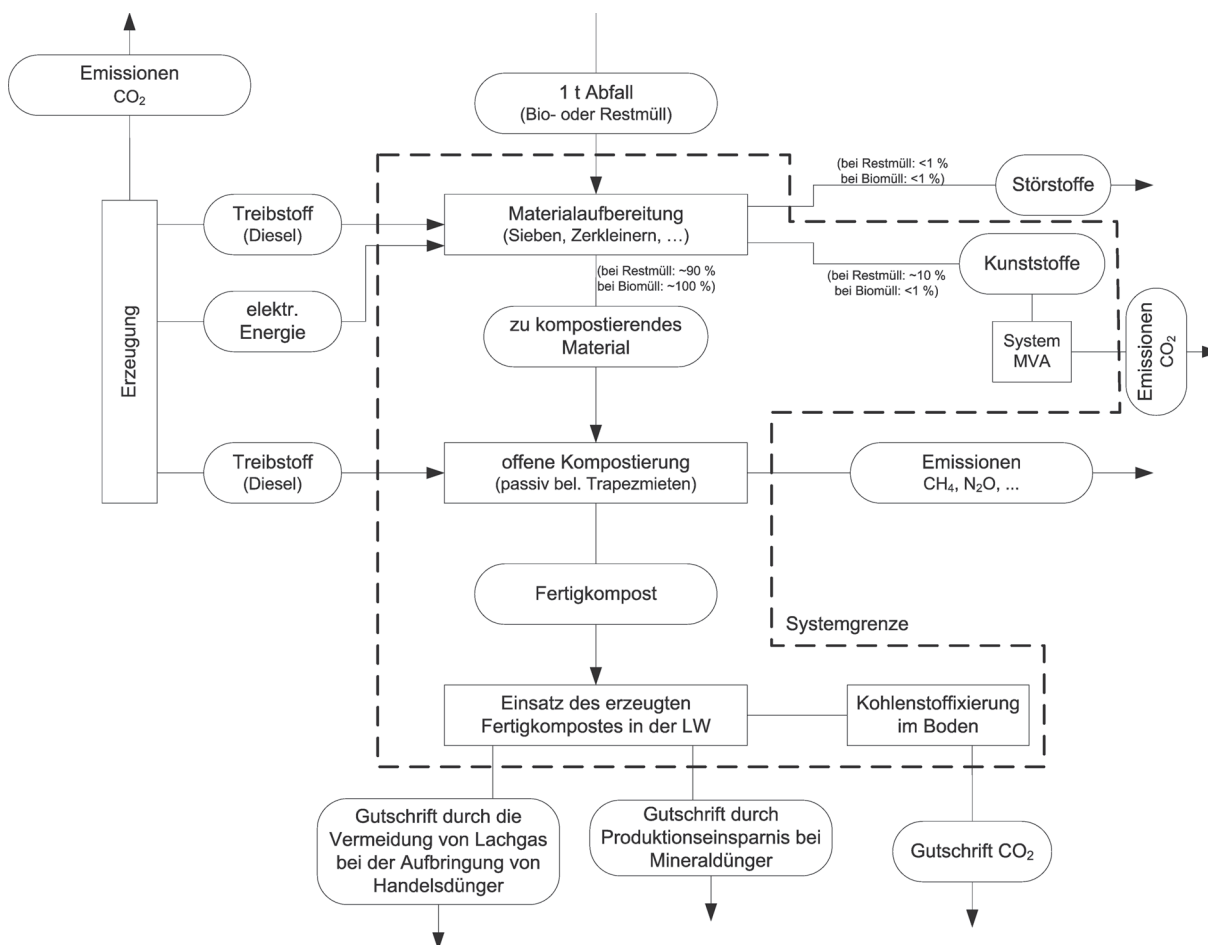 Emissionen
CO₂
1 t Abfall
(Bio- oder Restmüll)
(bei Restmüll: <1 %
bei Biomüll: <1 %)
Störstoffe
Treibstoff
(Diesel)
Materialaufbereitung
(Sieben, Zerkleinern, …)
(bei Restmüll: ~90 %
bei Biomüll: ~100 %)
(bei Restmüll: ~10 %
bei Biomüll: <1 %)
Kunststoffe
Erzeugung
elektr.
Energie
zu kompostierendes
Material
System
MVA
Emissionen
CO₂
Treibstoff
(Diesel)
offene Kompostierung
(passiv bel. Trapezmieten)
Emissionen
CH₄, N₂O, ...
Fertigkompost
Systemgrenze
Einsatz des erzeugten
Fertigkompostes in der LW
Kohlenstoffixierung
im Boden
Gutschrift durch die
Vermeidung von Lachgas
bei der Aufbringung von
Handelsdünger
Gutschrift durch
Produktionseinsparnis bei
Mineraldünger
Gutschrift CO₂